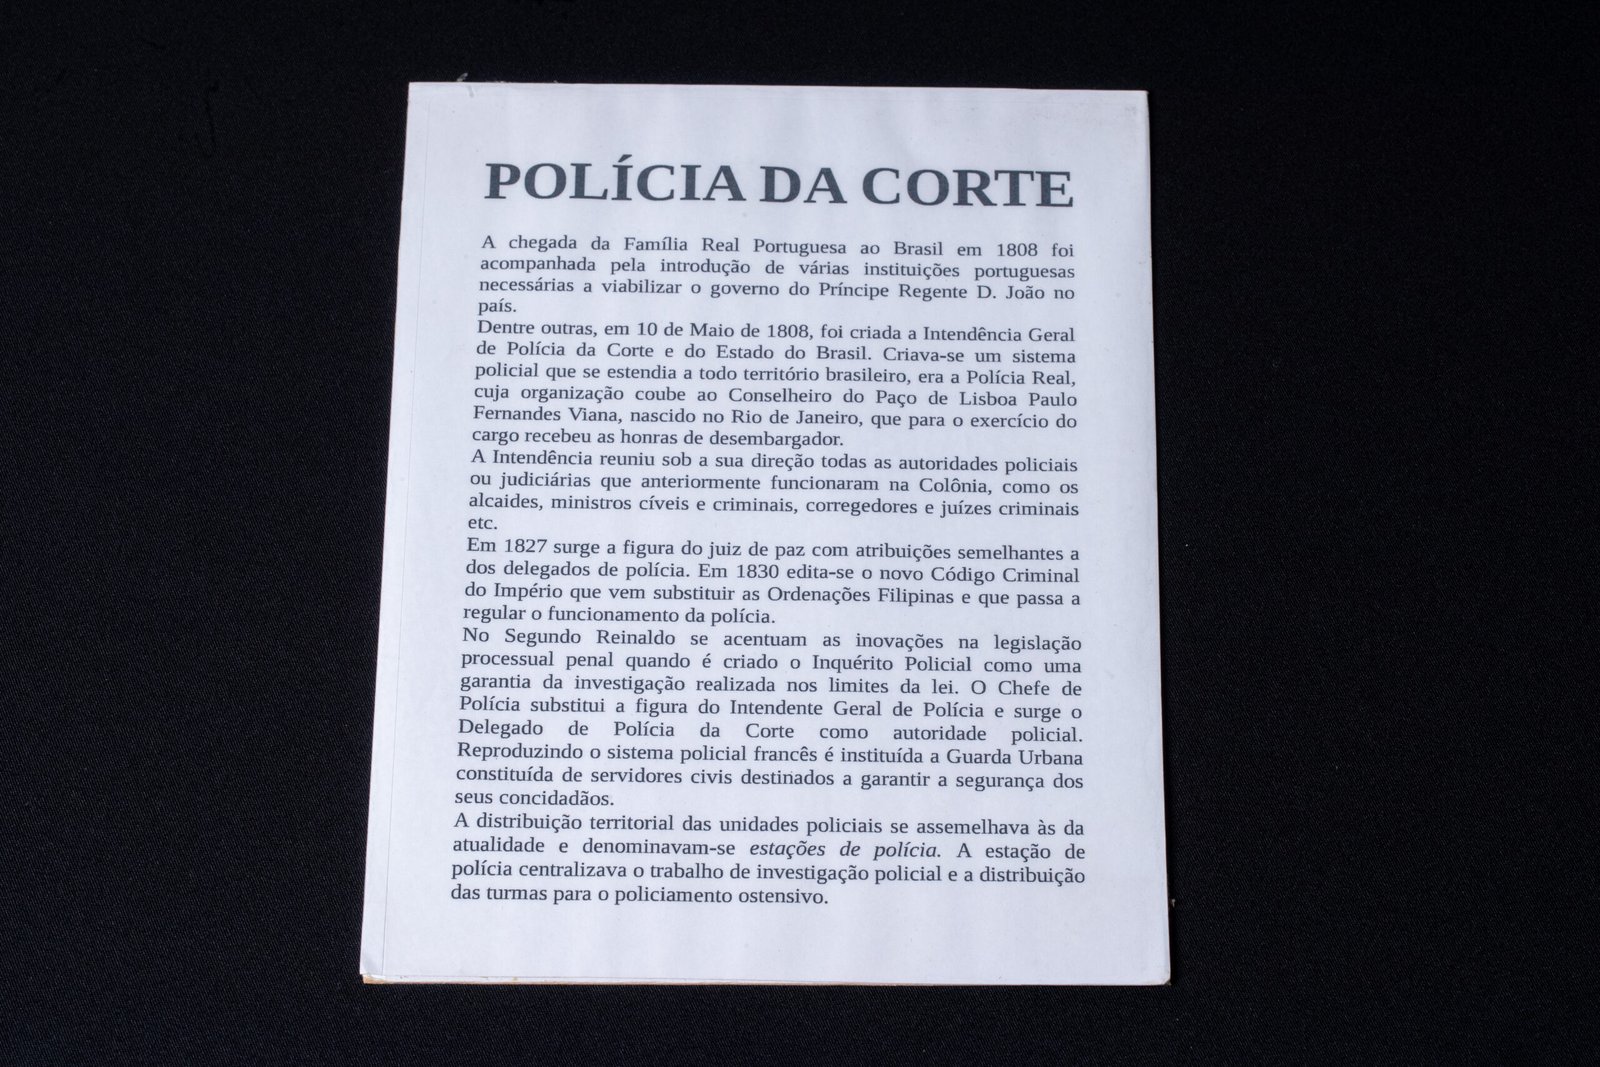 POLÍCIA DA CORTE
A chegada da Família Real Portuguesa ao Brasil em 1808 foi
acompanhada pela introdução de várias instituições portuguesas
necessárias a viabilizar o governo do Príncipe Regente D. João no
país.
Dentre outras, em 10 de Maio de 1808, foi criada a Intendência Geral
de Polícia da Corte e do Estado do Brasil. Criava-se um sistema
policial que se estendia a todo território brasileiro, era a Polícia Real,
cuja organização coube ao Conselheiro do Paço de Lisboa Paulo
Fernandes Viana, nascido no Rio de Janeiro, que para o exercício do
cargo recebeu as honras de desembargador.
A Intendência reuniu sob a sua direção todas as autoridades policiais
ou judiciárias que anteriormente funcionaram na Colônia, como os
alcaides, ministros cíveis e criminais, corregedores e juízes criminais
etc.
Em 1827 surge a figura do juiz de paz com atribuições semelhantes a
dos delegados de polícia. Em 1830 edita-se o novo Código Criminal
do Império que vem substituir as Ordenações Filipinas e que passa a
regular o funcionamento da polícia.
No Segundo Reinaldo se acentuam as inovações na legislação
processual penal quando é criado o Inquérito Policial como uma
garantia da investigação realizada nos limites da lei. O Chefe de
Polícia substitui a figura do Intendente Geral de Polícia e surge o
Delegado de Polícia da Corte como autoridade policial.
Reproduzindo o sistema policial francês é instituída a Guarda Urbana
constituída de servidores civis destinados a garantir a segurança dos
seus concidadãos.
A distribuição territorial das unidades policiais se assemelhava às da
atualidade e denominavam-se estações de polícia. A estação de
polícia centralizava o trabalho de investigação policial e a distribuição
das turmas para o policiamento ostensivo.